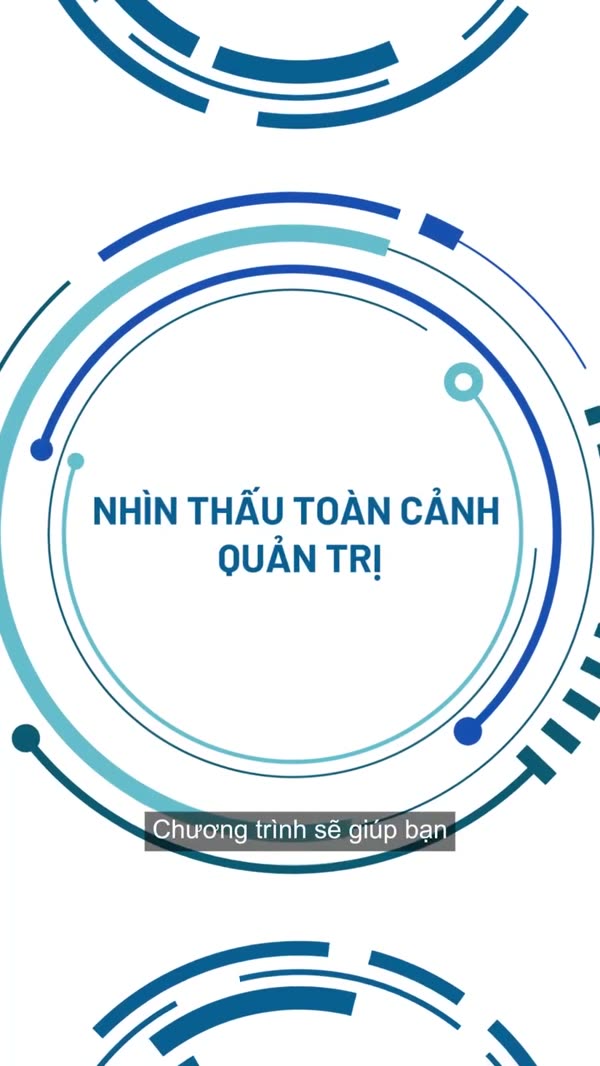 NHÌN THẤU TOÀN CẢNH
QUẢN TRỊ
Chương trình sẽ giúp bạn